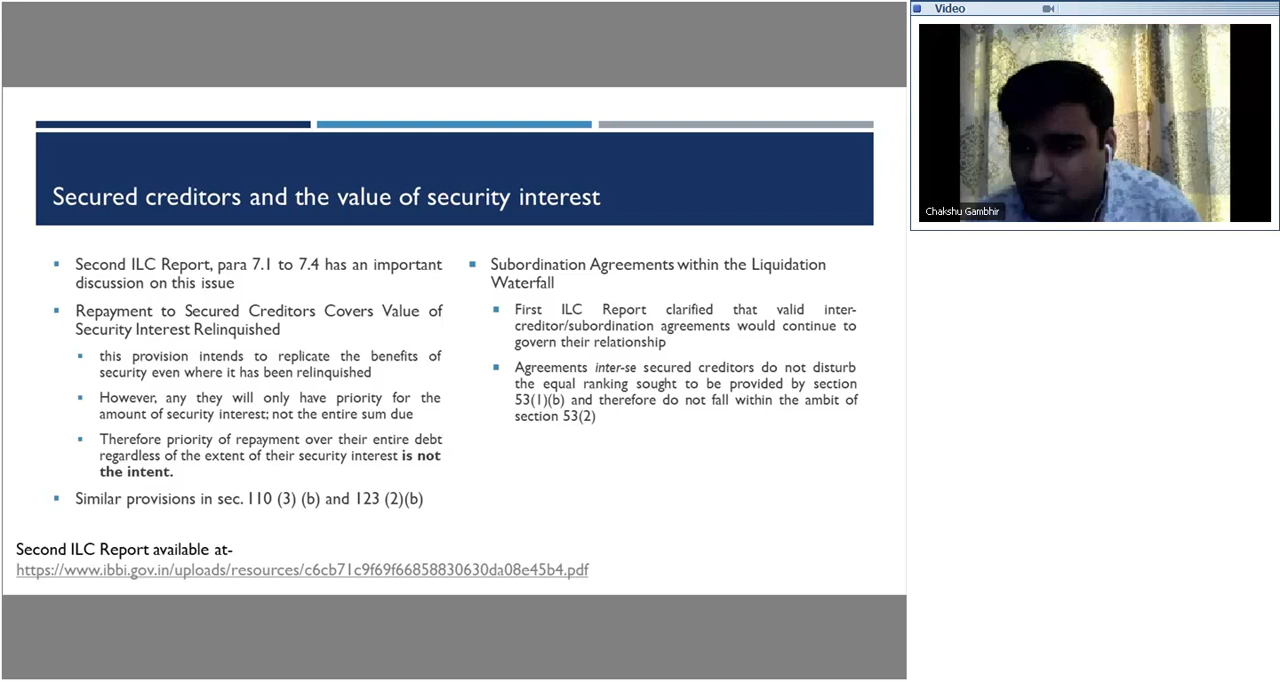 Video
Chakshu Gambhir
Secured creditors and the value of security interest
Second ILC Report, para 7.1 to 7.4 has an important
discussion on this issue
Repayment to Secured Creditors Covers Value of
Security Interest Relinquished
this provision intends to replicate the benefits of
security even where it has been relinquished
However, any they will only have priority for the
amount of security interest; not the entire sum due
Therefore priority of repayment over their entire debt
regardless of the extent of their security interest is not
the intent.
Similar provisions in sec. 110 (3) (b) and 123 (2)(b)
Subordination Agreements within the Liquidation
Waterfall
First ILC Report clarified that valid inter-
creditor/subordination agreements would continue to
govern their relationship
Agreements inter-se secured creditors do not disturb
the equal ranking sought to be provided by section
53(1)(b) and therefore do not fall within the ambit of
section 53(2)
Second ILC Report available at-
https://www.ibbi.gov.in/uploads/resources/c6cb71c9f69f66858830630da08e45b4.pdf